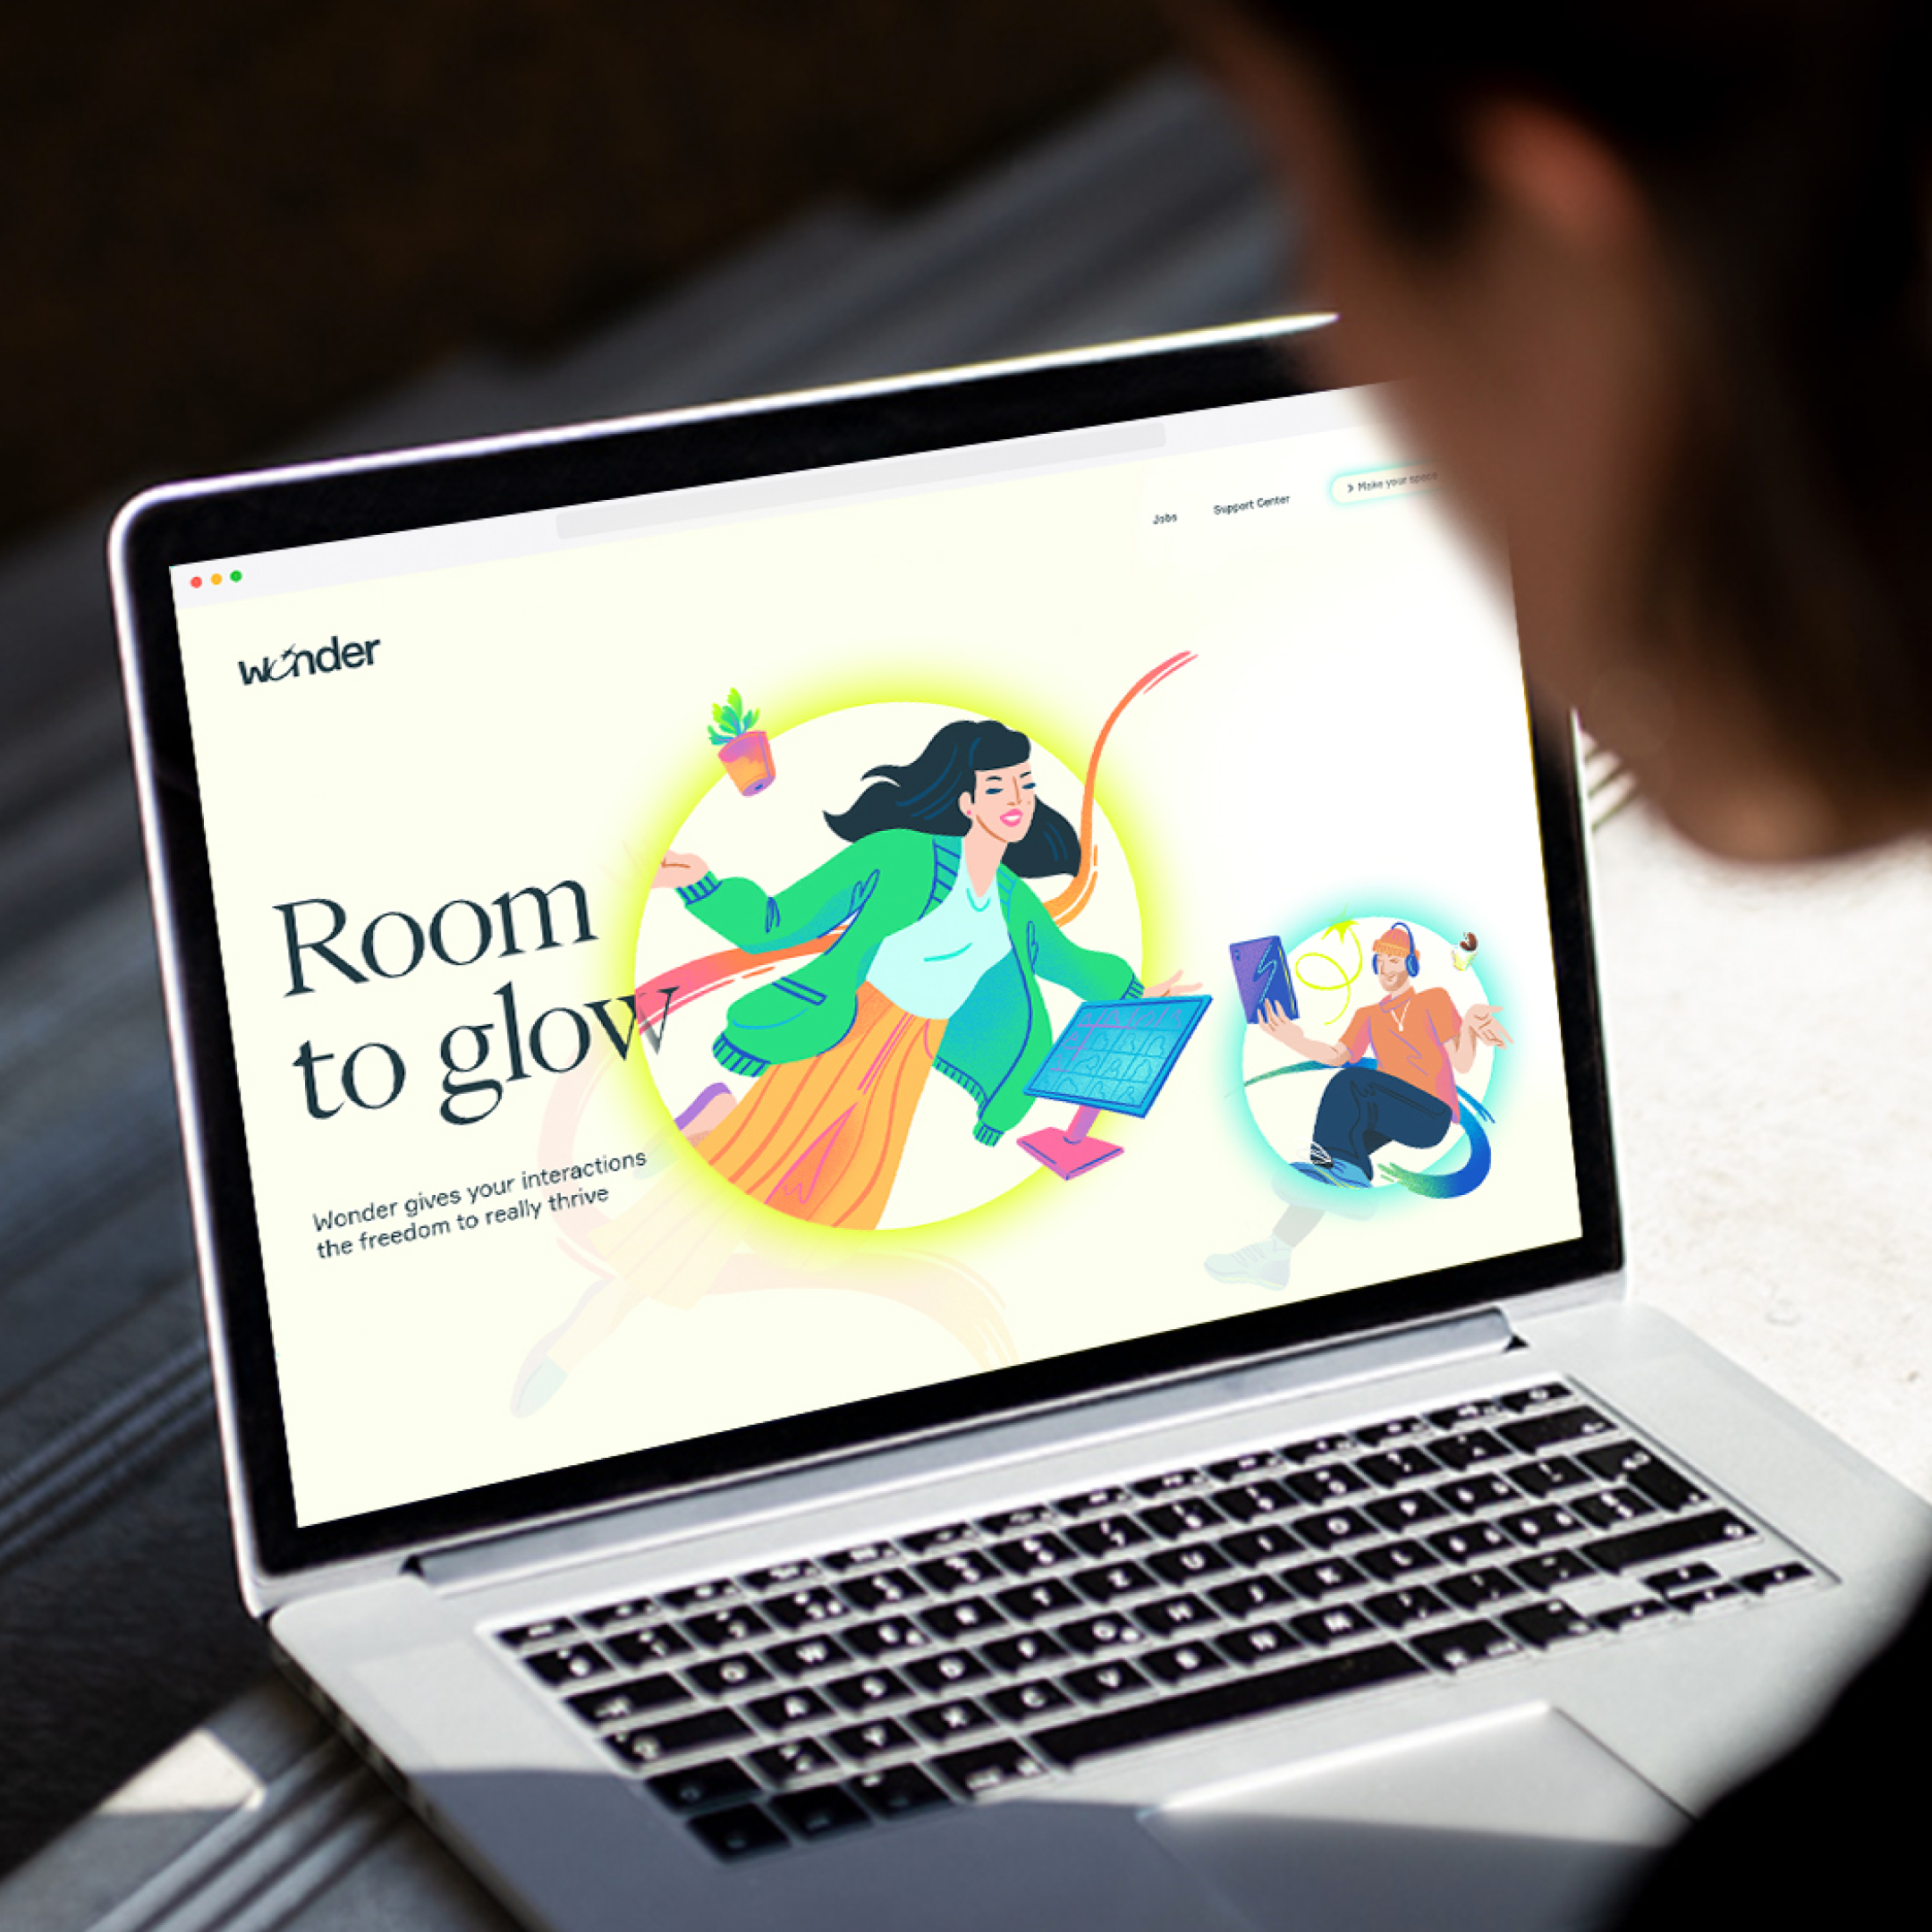 Jobs
Support Center
Make your space
wonder
Room
to glow
Wonder gives your interactions
the freedom to really thrive